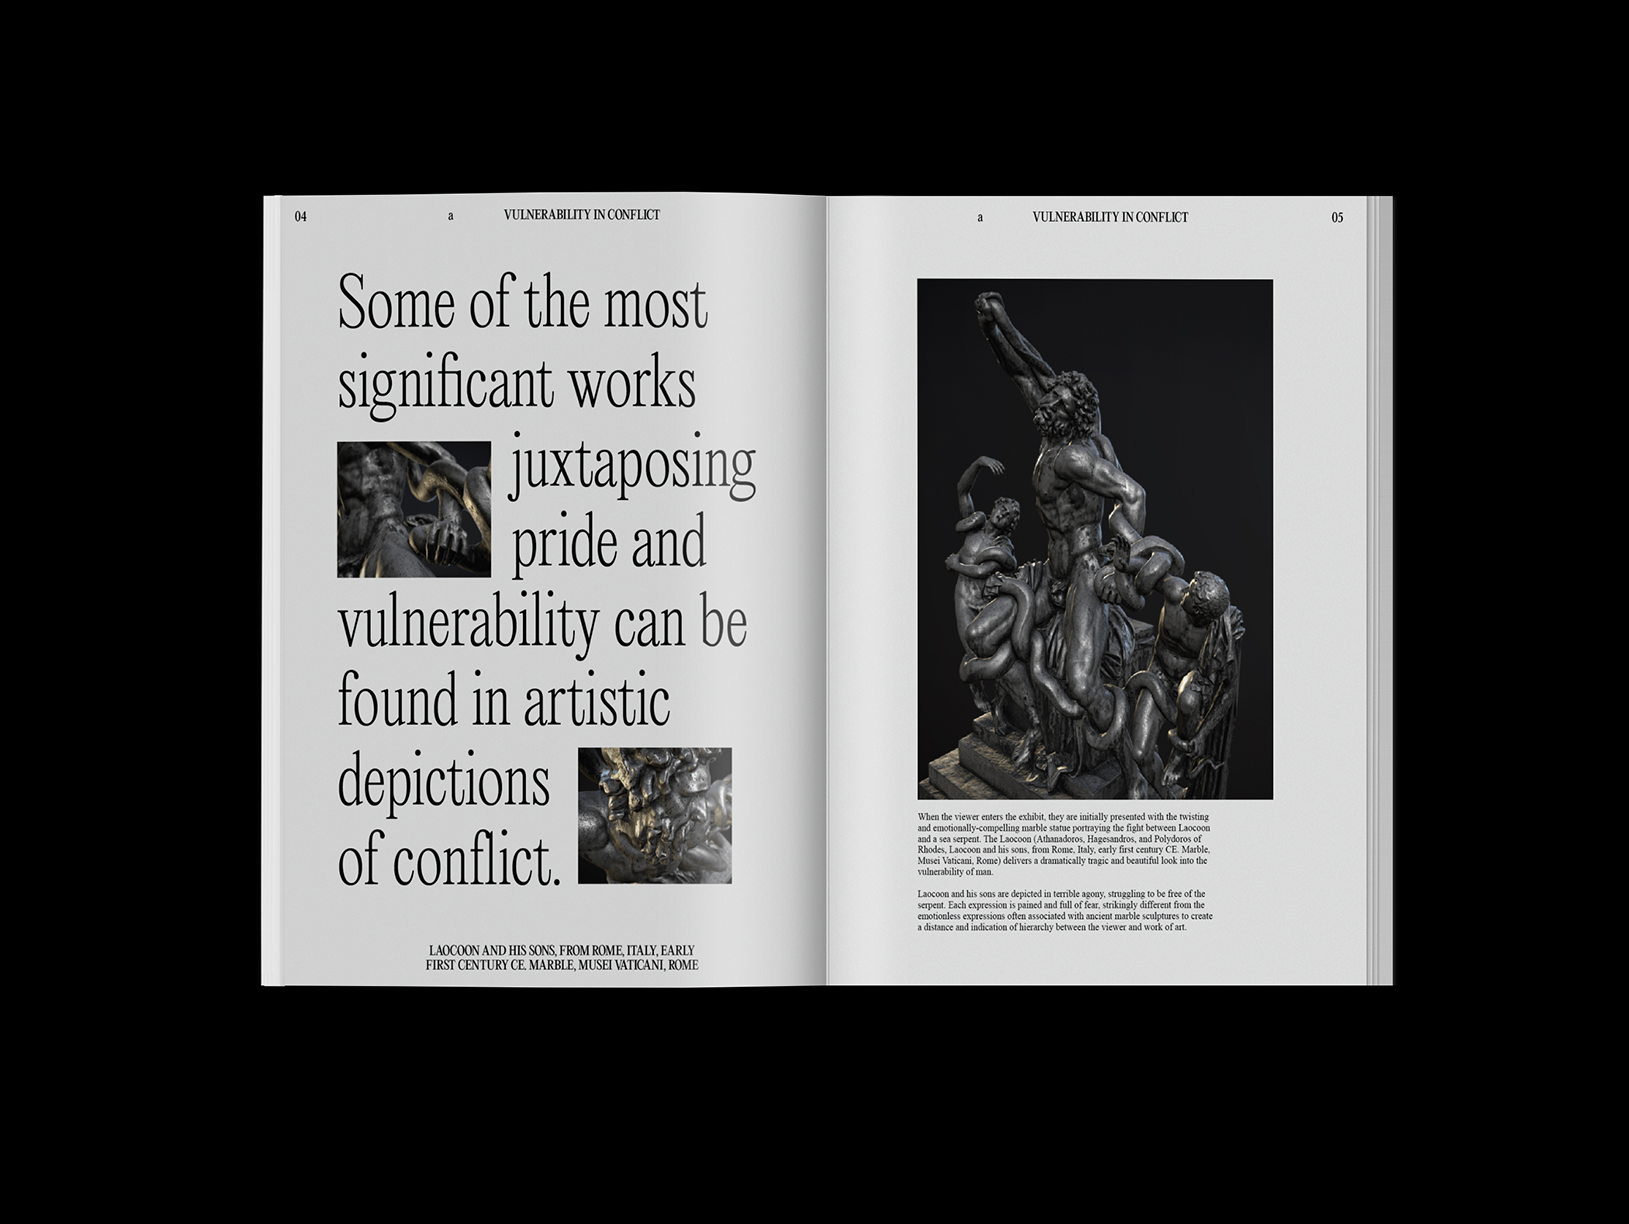 04
a
VULNERABILITY IN CONFLICT
Some of the most
significant works
juxtaposing
pride and
vulnerability can be
found in artistic
depictions
of conflict.
LAOCOON AND HIS SONS, FROM ROME, ITALY, EARLY
FIRST CENTURY CE. MARBLE, MUSEI VATICANI, ROME
a
VULNERABILITY IN CONFLICT
05
When the viewer enters the exhibit, they are initially presented with the twisting
and emotionally-compelling marble statue portraying the fight between Laocoon
and a sea serpent. The Laocoon (Athanadoros, Hagesandros, and Polydoros of
Rhodes, Laocoon and his sons, from Rome, Italy, early first century CE. Marble,
Musei Vaticani, Rome) delivers a dramatically tragic and beautiful look into the
vulnerability of man.
Laocoon and his sons are depicted in terrible agony, struggling to be free of the
serpent. Each expression is pained and full of fear, strikingly different from the
emotionless expressions often associated with ancient marble sculptures to create
a distance and indication of hierarchy between the viewer and work of art.